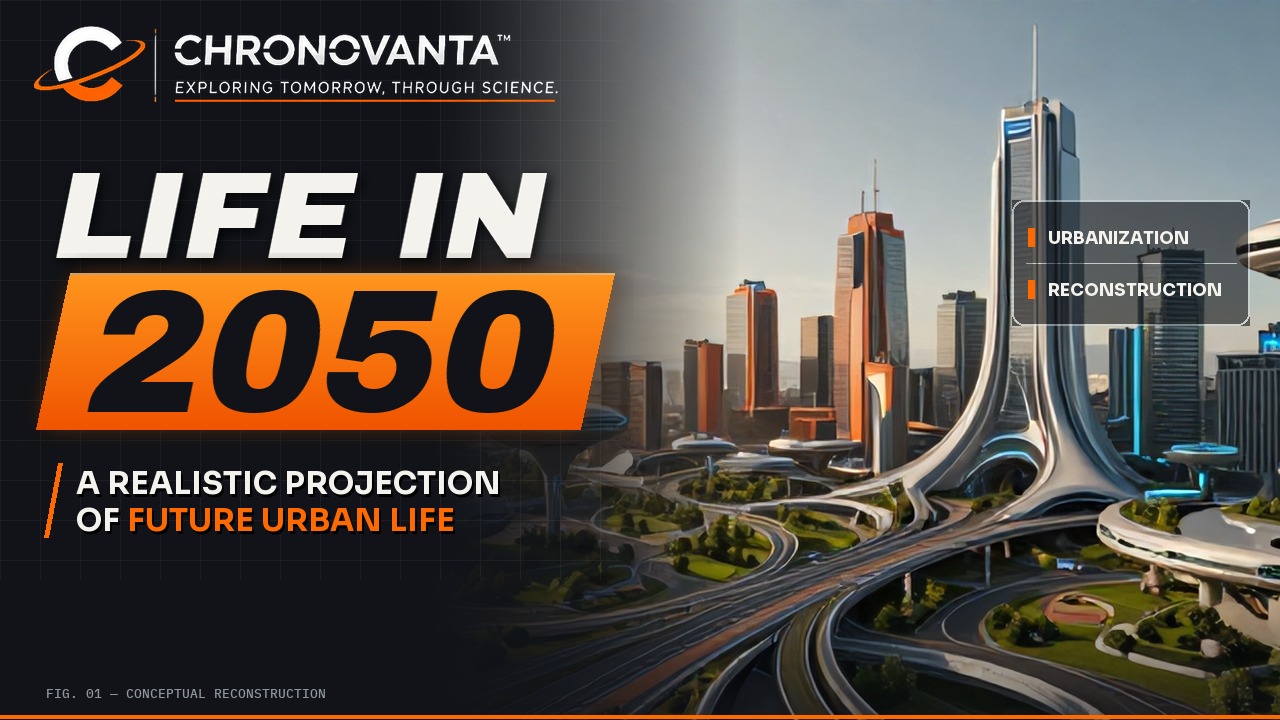 CHRONOVANTA™
EXPLORING TOMORROW, THROUGH SCIENCE.
LIFE IN
2050
A REALISTIC PROJECTION
OF FUTURE URBAN LIFE
URBANIZATION
RECONSTRUCTION
FIG. 01 — CONCEPTUAL RECONSTRUCTION